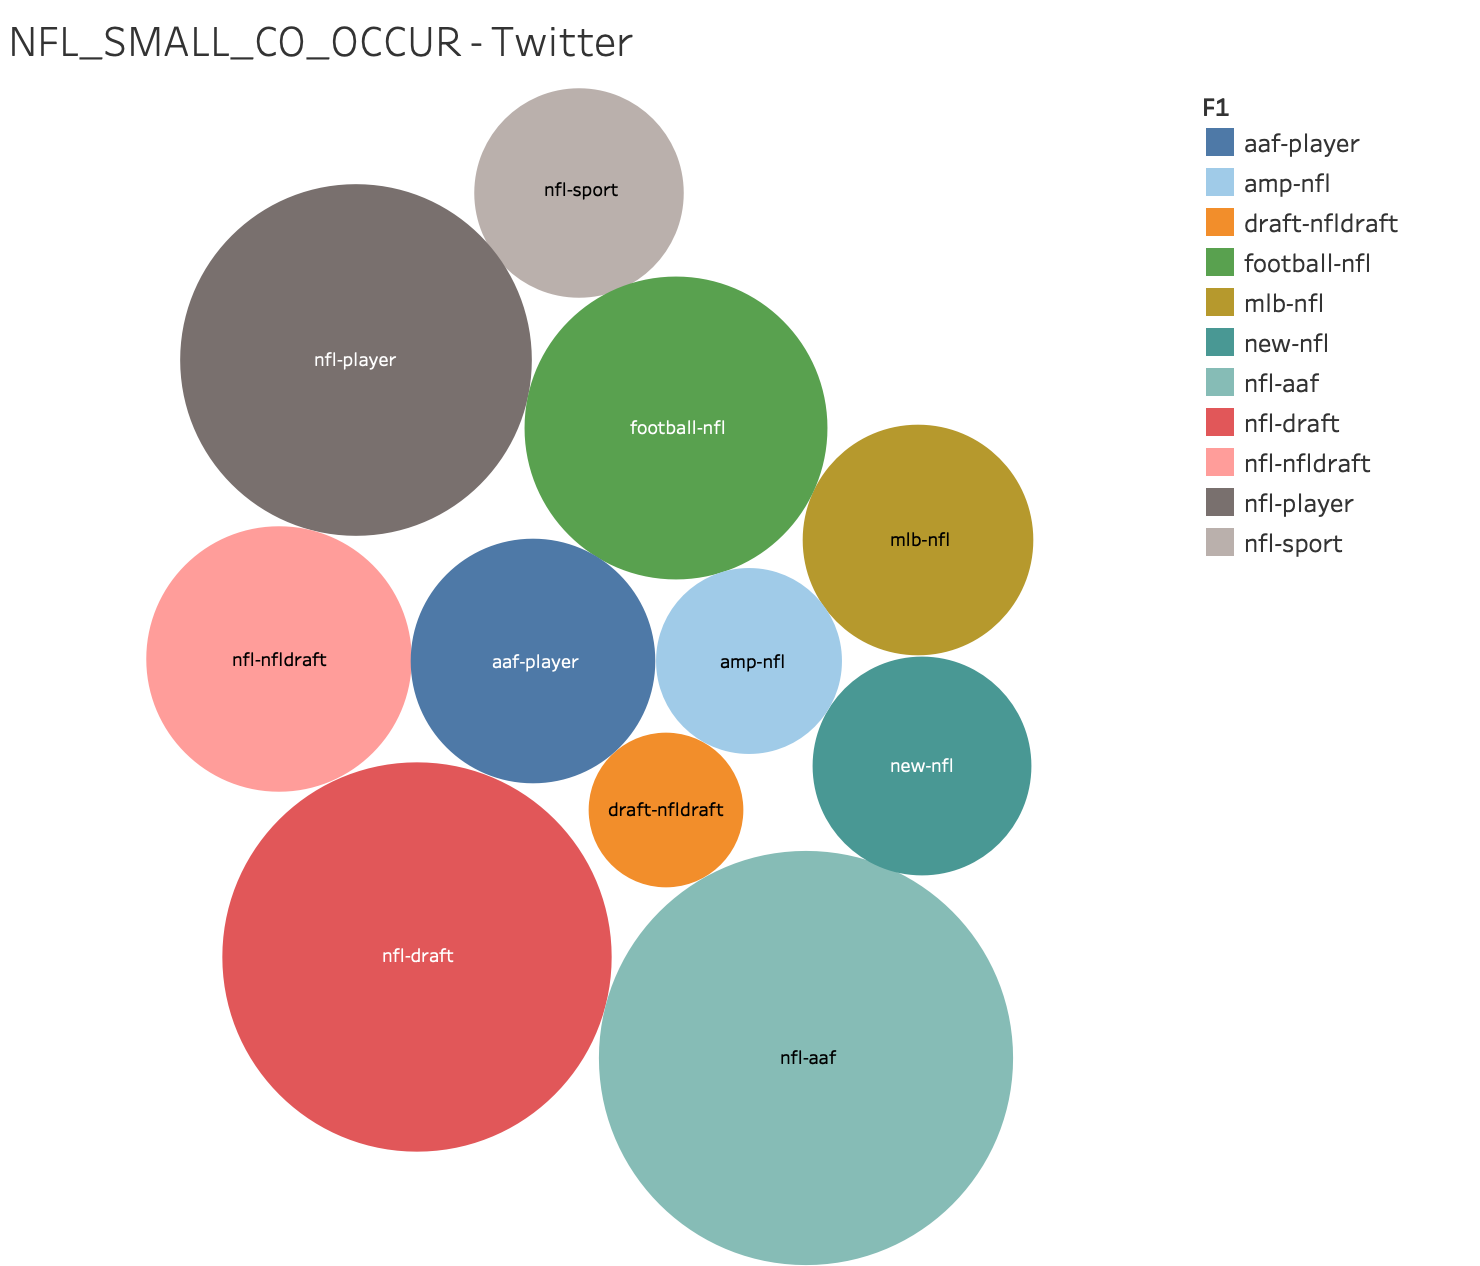 NFL_SMALL_CO_OCCUR - Twitter
nfl-sport
nfl-player
football-nfl
mlb-nfl
nfl-nfldraft
aaf-player
amp-nfl
new-nfl
draft-nfldraft
nfl-draft
nfl-aaf
F1
aaf-player
amp-nfl
draft-nfldraft
football-nfl
mlb-nfl
new-nfl
nfl-aaf
nfl-draft
nfl-nfldraft
nfl-player
nfl-sport